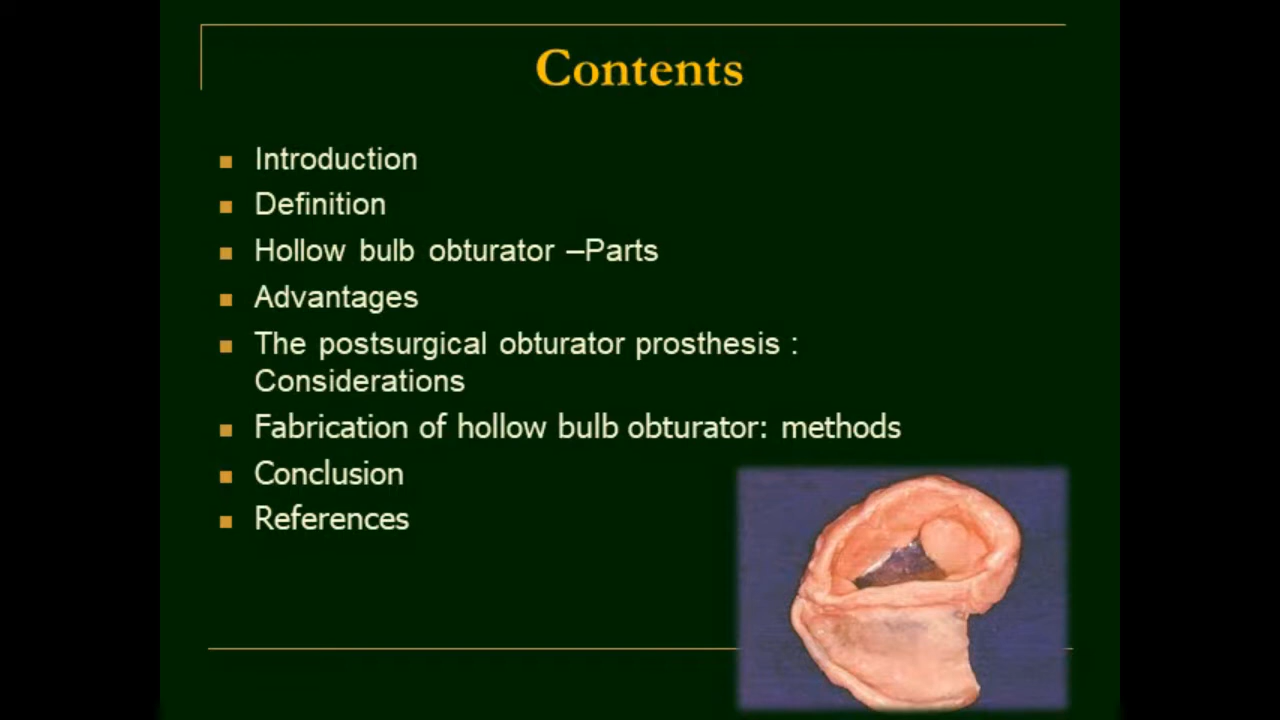 Contents
Introduction
Definition
Hollow bulb obturator –Parts
Advantages
The postsurgical obturator prosthesis :
Considerations
Fabrication of hollow bulb obturator: methods
Conclusion
References